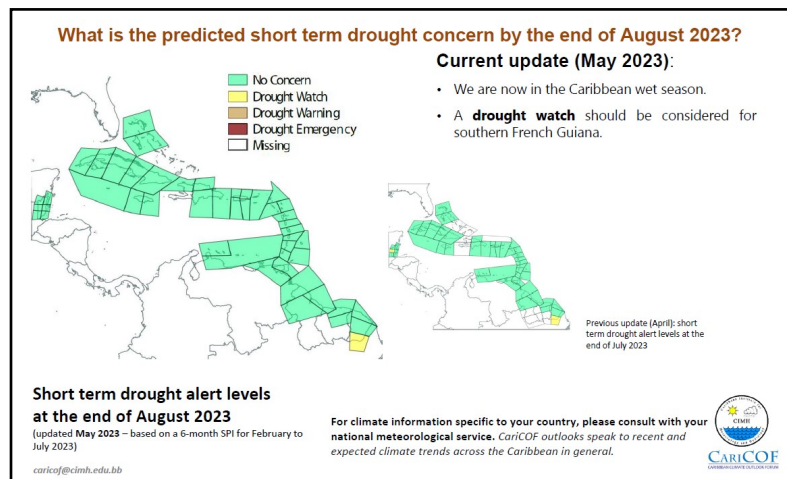 What is the predicted short term drought concern by the end of August 2023?
Current update (May 2023):
• We are now in the Caribbean wet season.
• A drought watch should be considered for
southern French Guiana.
No Concern
Drought Watch
Drought Warning
Drought Emergency
Missing
Previous update (April): short
term drought alert levels at the
end of July 2023
Short term drought alert levels
at the end of August 2023
(updated May 2023 – based on a 6-month SPI for February to
July 2023)
caricof@cimh.edu.bb
For climate information specific to your country, please consult with your
national meteorological service. CariCOF outlooks speak to recent and
expected climate trends across the Caribbean in general.
CIMH
CARICOF
CARIBBEAN CLIMATE OUTLOOK FORUM